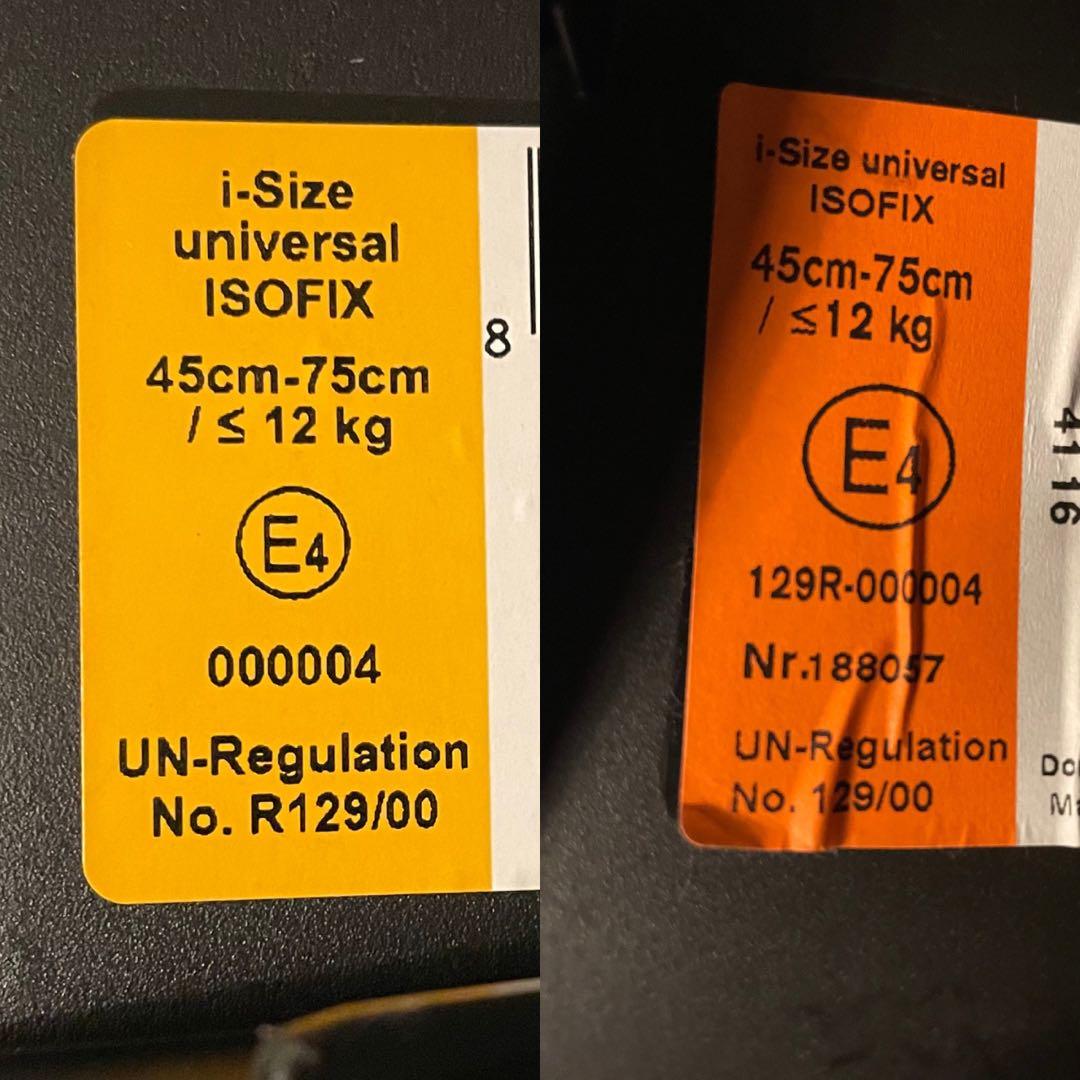 i-Size
universal
ISOFIX
45cm-75cm
/ ≤ 12 kg
E4
000004
UN-Regulation
No. R129/00
8
i-Size universal
ISOFIX
45cm-75cm
/ ≤12 kg
E4
129R-000004
Nr.188057
UN-Regulation
No. 129/00
4116